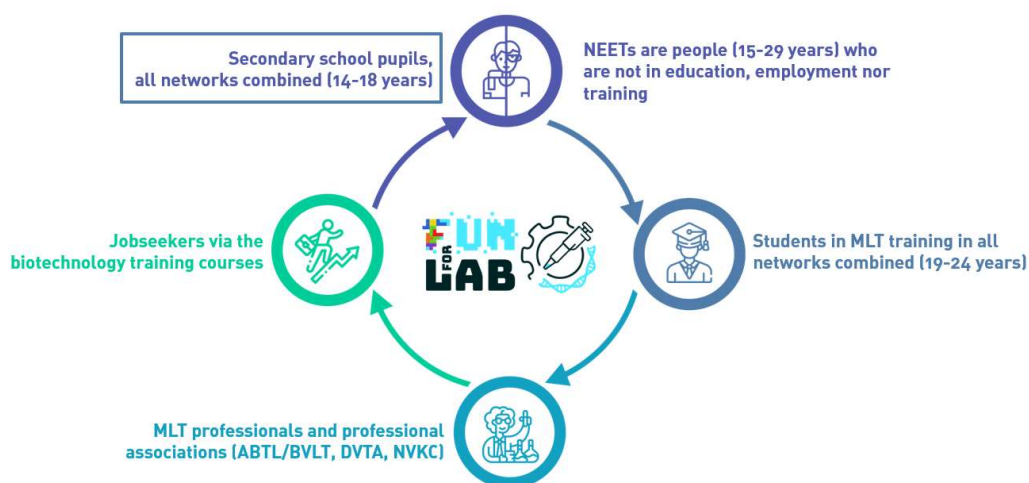 Secondary school pupils,
all networks combined (14-18 years)
NEETs are people (15-29 years) who
are not in education, employment nor
training
Jobseekers via the
biotechnology training courses
FUN
FOR
LAB
Students in MLT training in all
networks combined (19-24 years)
MLT professionals and professional
associations (ABTL/BVLT, DVTA, NVKC)